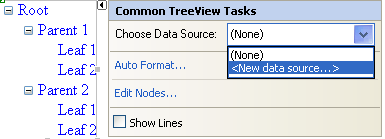 Root
Parent 1
Leaf 1
Leaf 2
Parent 2
Leaf 1
Leaf 2
Common TreeView Tasks
Choose Data Source: (None)
(None)
<New data source...>
Auto Format...
Edit Nodes...
Show Lines